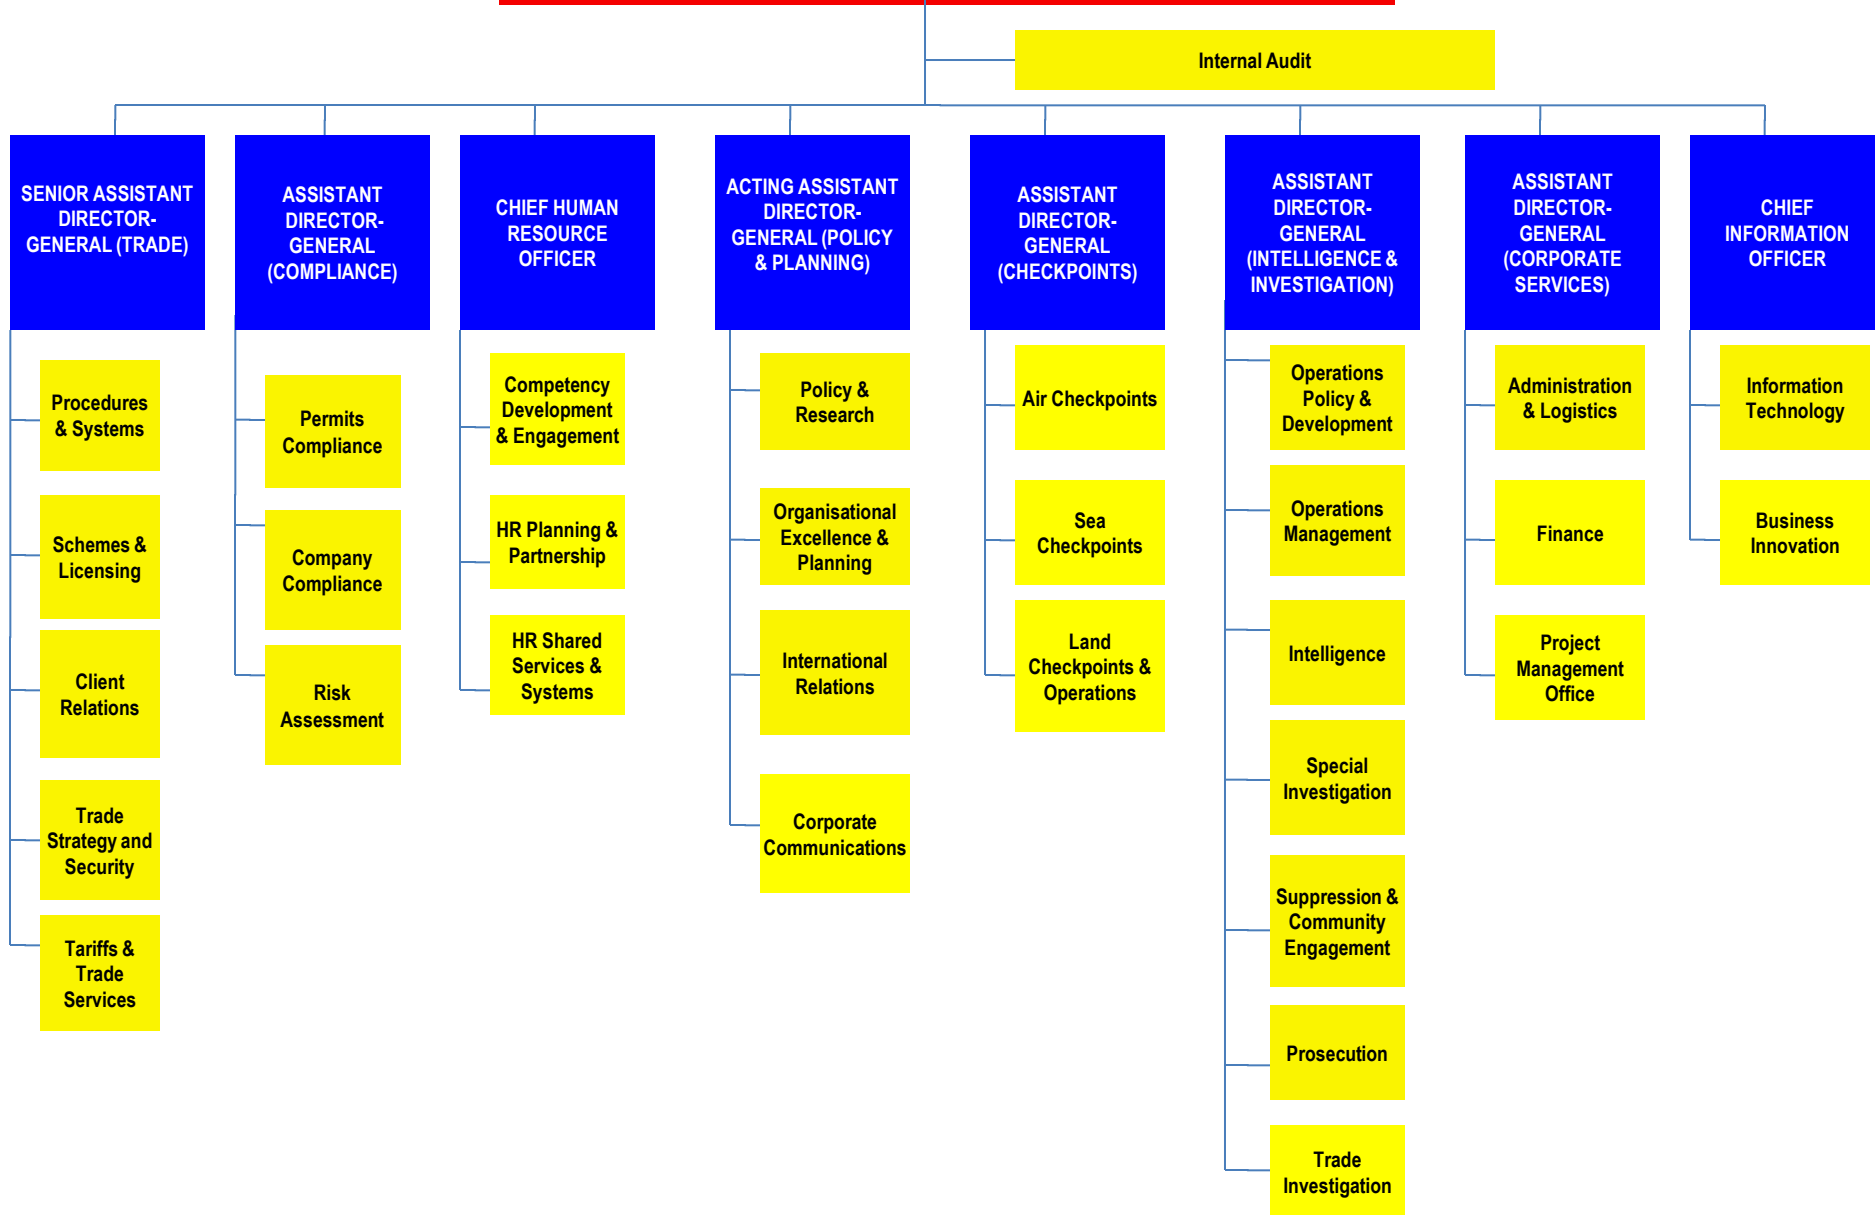 Internal Audit
SENIOR ASSISTANT
DIRECTOR-
GENERAL (TRADE)
Procedures
& Systems
Schemes &
Licensing
Client
Relations
Trade
Strategy and
Security
Tariffs &
Trade
Services
ASSISTANT
DIRECTOR-
GENERAL
(COMPLIANCE)
Permits
Compliance
Company
Compliance
Risk
Assessment
CHIEF HUMAN
RESOURCE
OFFICER
Competency
Development
& Engagement
HR Planning &
Partnership
HR Shared
Services &
Systems
ACTING ASSISTANT
DIRECTOR-
GENERAL (POLICY
& PLANNING)
Policy &
Research
Organisational
Excellence &
Planning
International
Relations
Corporate
Communications
ASSISTANT
DIRECTOR-
GENERAL
(CHECKPOINTS)
Air Checkpoints
Sea
Checkpoints
Land
Checkpoints &
Operations
ASSISTANT
DIRECTOR-
GENERAL
(INTELLIGENCE &
INVESTIGATION)
Operations
Policy &
Development
Operations
Management
Intelligence
Special
Investigation
Suppression &
Community
Engagement
Prosecution
Trade
Investigation
ASSISTANT
DIRECTOR-
GENERAL
(CORPORATE
SERVICES)
Administration
& Logistics
Finance
Project
Management
Office
CHIEF
INFORMATION
OFFICER
Information
Technology
Business
Innovation